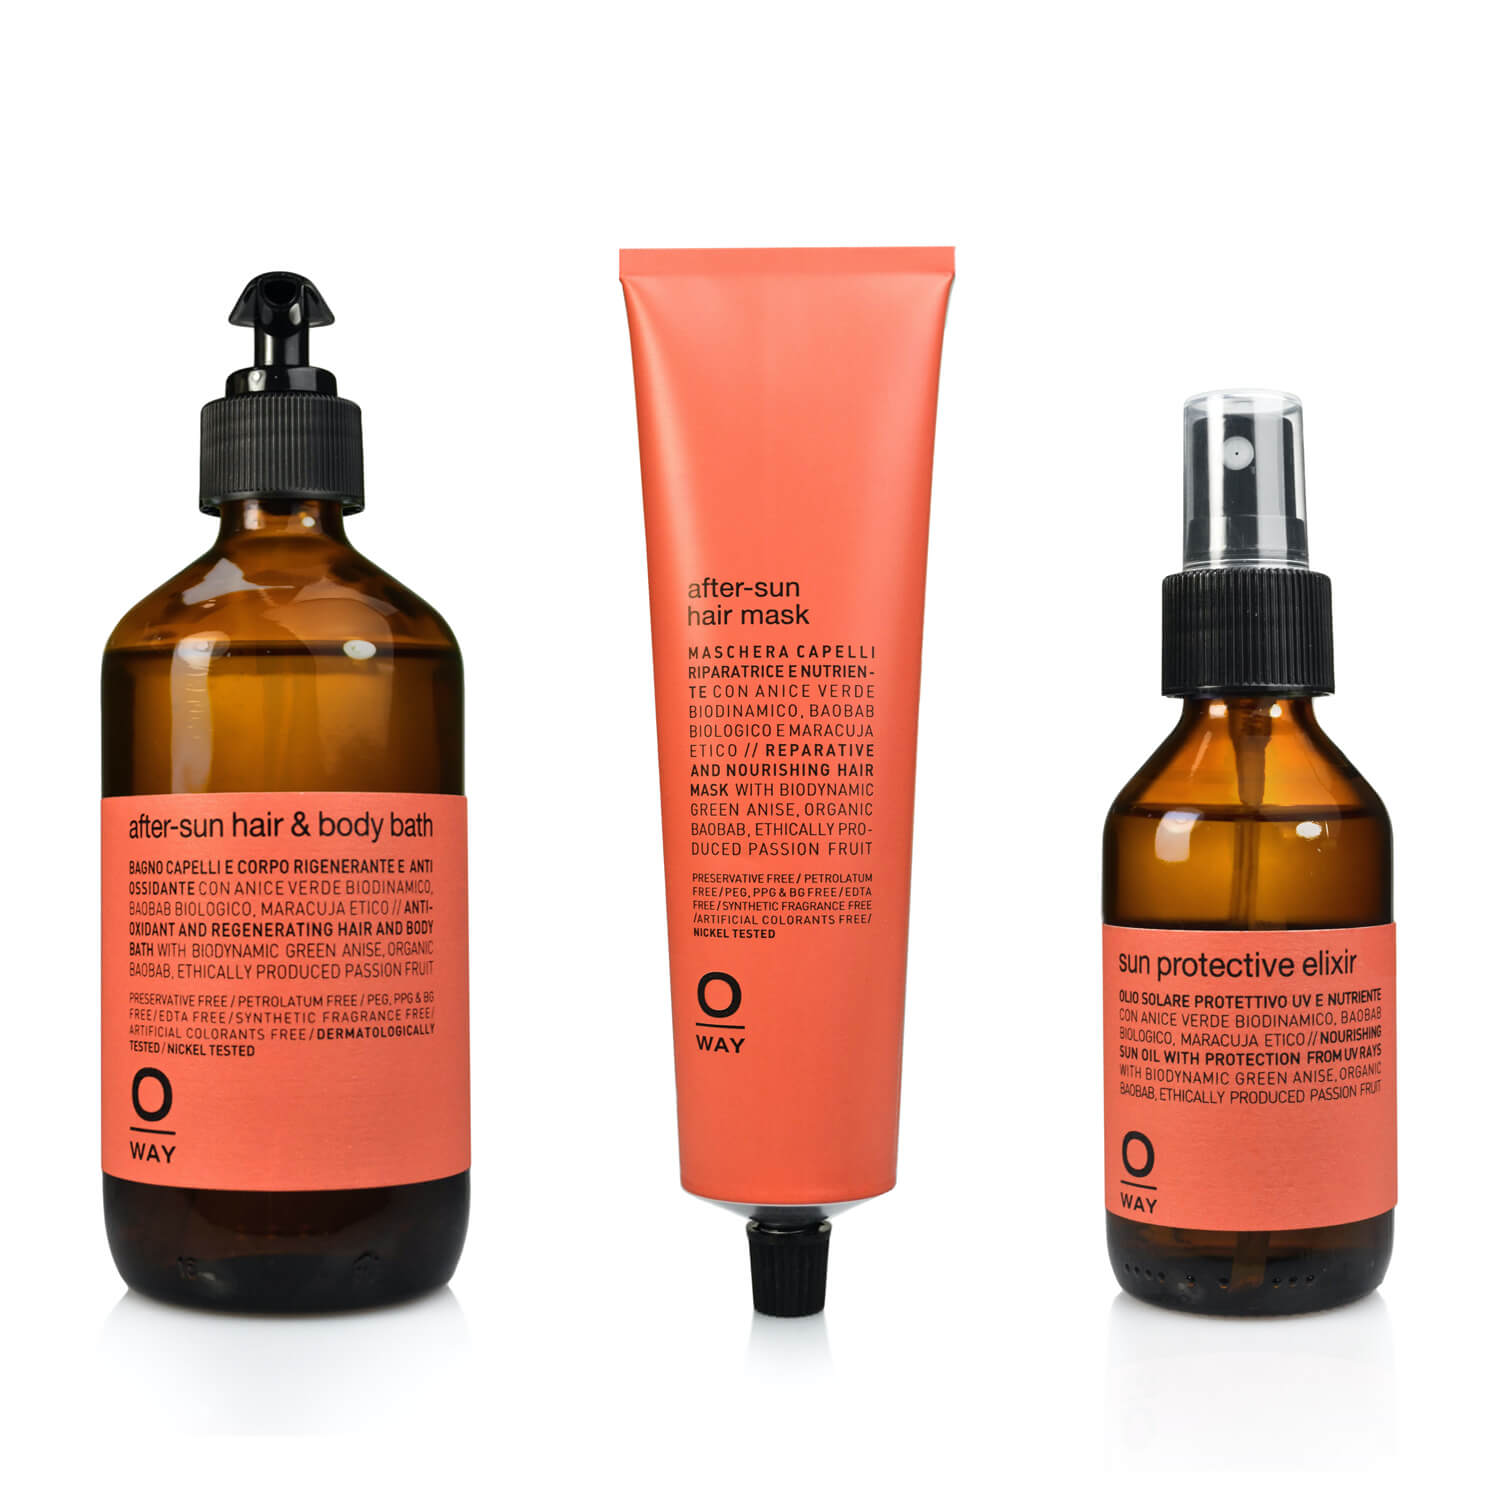 after-sun hair & body bath
BAGNO CAPELLI E CORPO RIGENERANTE E ANTI
OSSIDANTE CON ANICE VERDE BIODINAMICO,
BAOBAB BIOLOGICO, MARACUJA ETICO // ANTI-
OXIDANT AND REGENERATING HAIR AND BODY
BATH WITH BIODYNAMIC GREEN ANISE, ORGANIC
BAOBAB, ETHICALLY PRODUCED PASSION FRUIT
PRESERVATIVE FREE / PETROLATUM FREE / PEG, PPG & BG
FREE / EDTA FREE / SYNTHETIC FRAGRANCE FREE /
ARTIFICIAL COLORANTS FREE / DERMATOLOGICALLY
TESTED / NICKEL TESTED
O
WAY
after-sun
hair mask
MASCHERA CAPELLI
RIPARATRICE E NUTRIEN-
TE CON ANICE VERDE
BIODINAMICO, BAOBAB
BIOLOGICO E MARACUJA
ETICO // REPARATIVE
AND NOURISHING HAIR
MASK WITH BIODYNAMIC
GREEN ANISE, ORGANIC
BAOBAB, ETHICALLY PRO-
DUCED PASSION FRUIT
PRESERVATIVE FREE / PETROLATUM
FREE / PEG, PPG & BG FREE / EDTA
FREE / SYNTHETIC FRAGRANCE FREE
/ARTIFICIAL COLORANTS FREE/
NICKEL TESTED
O
WAY
sun protective elixir
OLIO SOLARE PROTETTIVO UV E NUTRIENTE
CON ANICE VERDE BIODINAMICO, BAOBAB
BIOLOGICO, MARACUJA ETICO // NOURISHING
SUN OIL WITH PROTECTION FROM UV RAYS
WITH BIODYNAMIC GREEN ANISE, ORGANIC
BAOBAB, ETHICALLY PRODUCED PASSION FRUIT
O
WAY